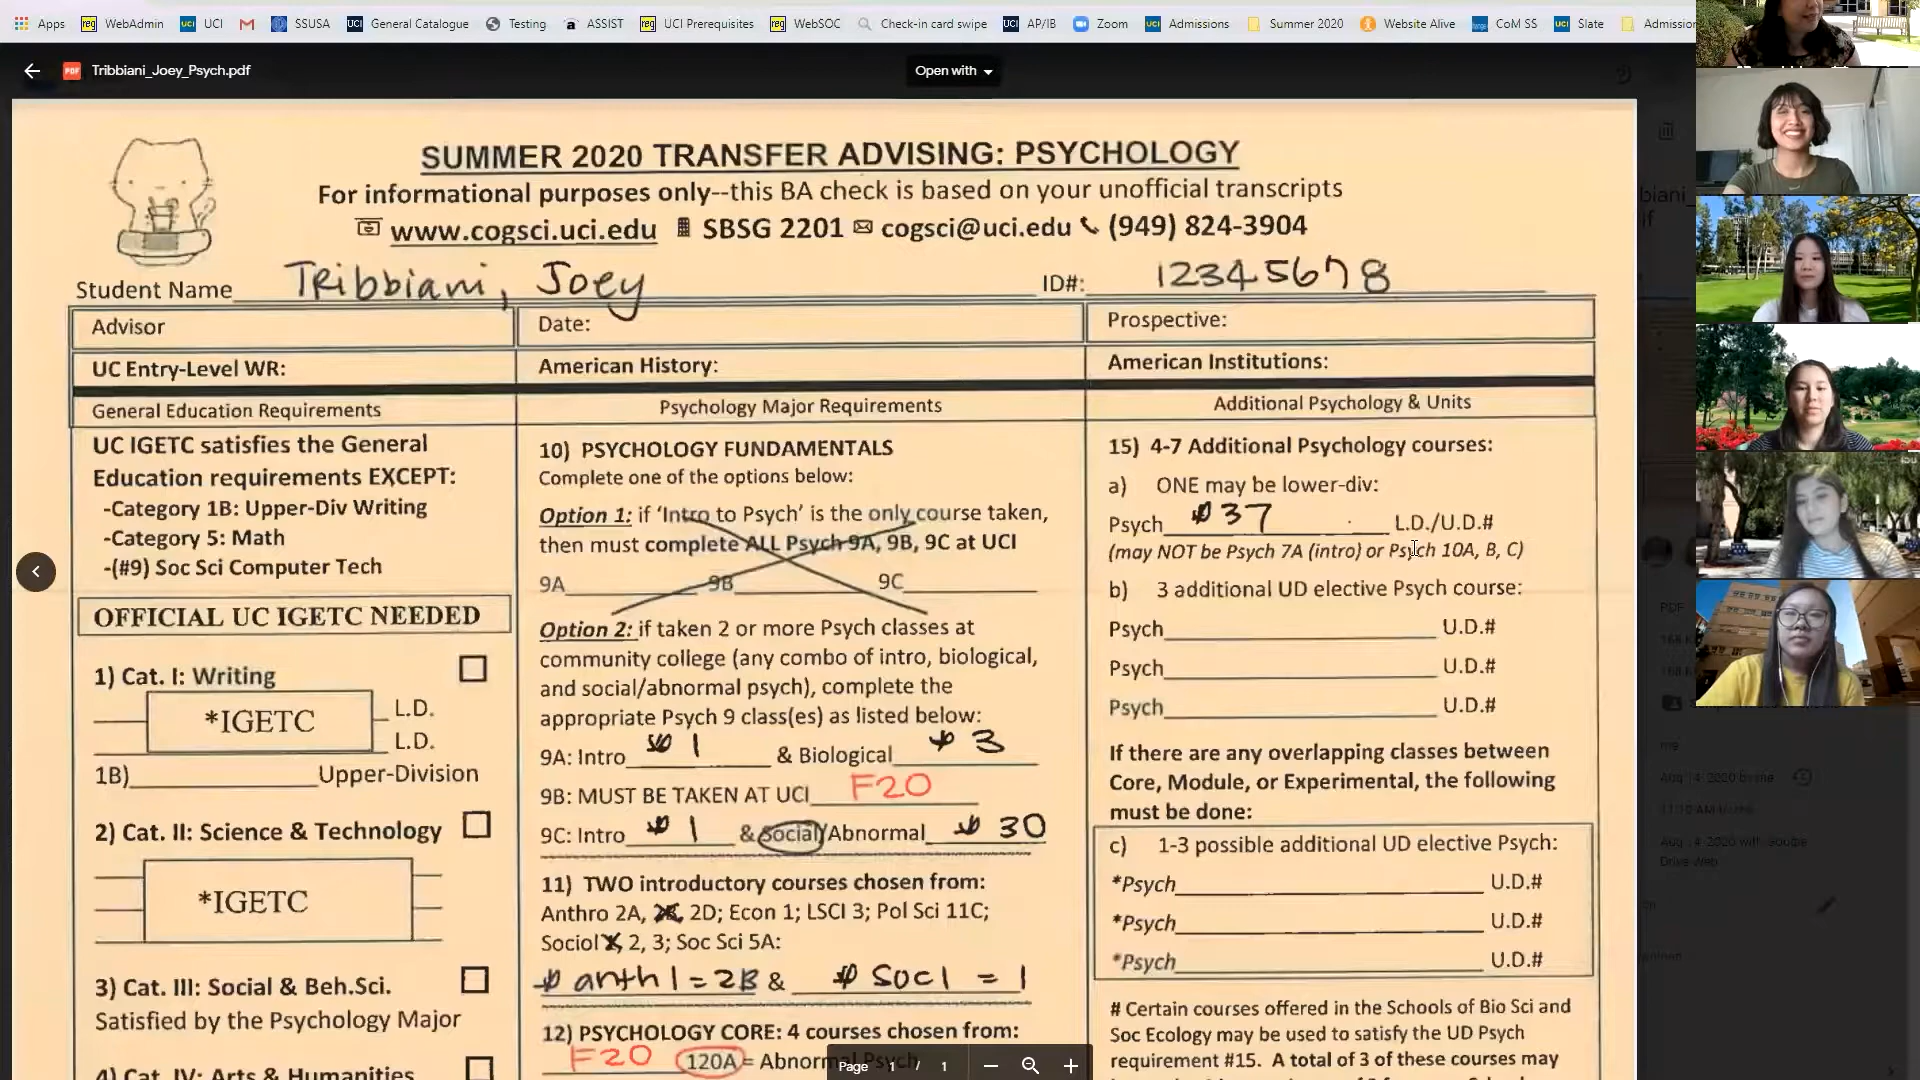 Apps WebAdmin UCI SSUSA General Catalogue Testing ASSIST UCI Prerequisites WebSOC Check-in card swipe AP/IB Zoom Admissions Summer 2020 Website Alive CoM SS Slate Admission
Tribbiani_Joey_Psych.pdf
Open with
SUMMER 2020 TRANSFER ADVISING: PSYCHOLOGY
For informational purposes only--this BA check is based on your unofficial transcripts
www.cogsci.uci.edu SBSG 2201 cogsci@uci.edu (949) 824-3904
Student Name Tribbiani, Joey ID#: 12345678
Advisor Date: Prospective:
UC Entry-Level WR: American History: American Institutions:
General Education Requirements Psychology Major Requirements Additional Psychology & Units
UC IGETC satisfies the General
Education requirements EXCEPT:
-Category 1B: Upper-Div Writing
-Category 5: Math
-(#9) Soc Sci Computer Tech
OFFICIAL UC IGETC NEEDED
1) Cat. I: Writing
*IGETC
L.D.
L.D.
1B) Upper-Division
2) Cat. II: Science & Technology
*IGETC
3) Cat. III: Social & Beh.Sci.
Satisfied by the Psychology Major
4) Cat. IV: Arts & Humanities
10) PSYCHOLOGY FUNDAMENTALS
Complete one of the options below:
Option 1: if 'Intro to Psych' is the only course taken,
then must complete ALL Psych 9A, 9B, 9C at UCI
9A 9B 9C
Option 2: if taken 2 or more Psych classes at
community college (any combo of intro, biological,
and social/abnormal psych), complete the
appropriate Psych 9 class(es) as listed below:
9A: Intro 1 & Biological 3
9B: MUST BE TAKEN AT UCI F20
9C: Intro 1 & Social/Abnormal 30
11) TWO introductory courses chosen from:
Anthro 2A, 2D; Econ 1; LSCI 3; Pol Sci 11C;
Sociol 2, 3; Soc Sci 5A:
anth 1 = 2B & Soc 1 = 1
12) PSYCHOLOGY CORE: 4 courses chosen from:
F20 120A = Abnormal Psych
15) 4-7 Additional Psychology courses:
a) ONE may be lower-div:
Psych 37 L.D./U.D.#
(may NOT be Psych 7A (intro) or Psych 10A, B, C)
b) 3 additional UD elective Psych course:
Psych U.D.#
Psych U.D.#
Psych U.D.#
If there are any overlapping classes between
Core, Module, or Experimental, the following
must be done:
c) 1-3 possible additional UD elective Psych:
*Psych U.D.#
*Psych U.D.#
*Psych U.D.#
# Certain courses offered in the Schools of Bio Sci and
Soc Ecology may be used to satisfy the UD Psych
requirement #15. A total of 3 of these courses may
Page 1 / 1